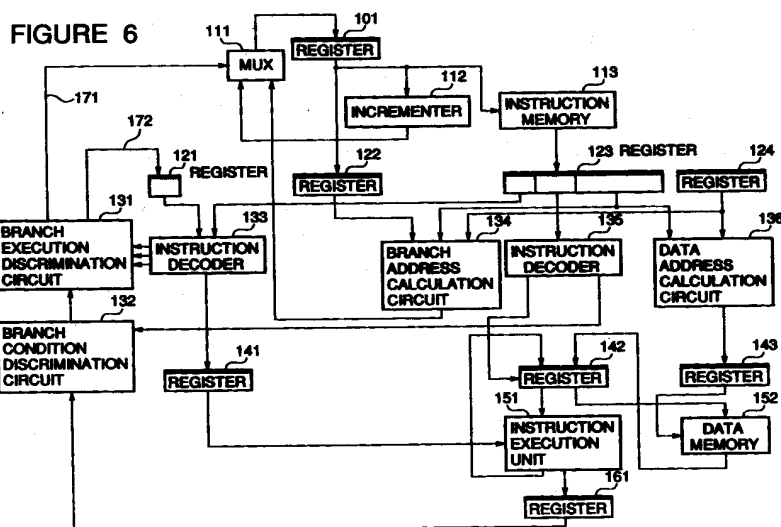 FIGURE 6
111
MUX
101
REGISTER
171
112
INCREMENTER
113
INSTRUCTION
MEMORY
172
121
REGISTER
122
REGISTER
123 REGISTER
124
REGISTER
131
BRANCH
EXECUTION
DISCRIMINATION
CIRCUIT
133
INSTRUCTION
DECODER
134
BRANCH
ADDRESS
CALCULATION
CIRCUIT
135
INSTRUCTION
DECODER
136
DATA
ADDRESS
CALCULATION
CIRCUIT
132
BRANCH
CONDITION
DISCRIMINATION
CIRCUIT
141
REGISTER
142
REGISTER
143
REGISTER
151
INSTRUCTION
EXECUTION
UNIT
152
DATA
MEMORY
161
REGISTER